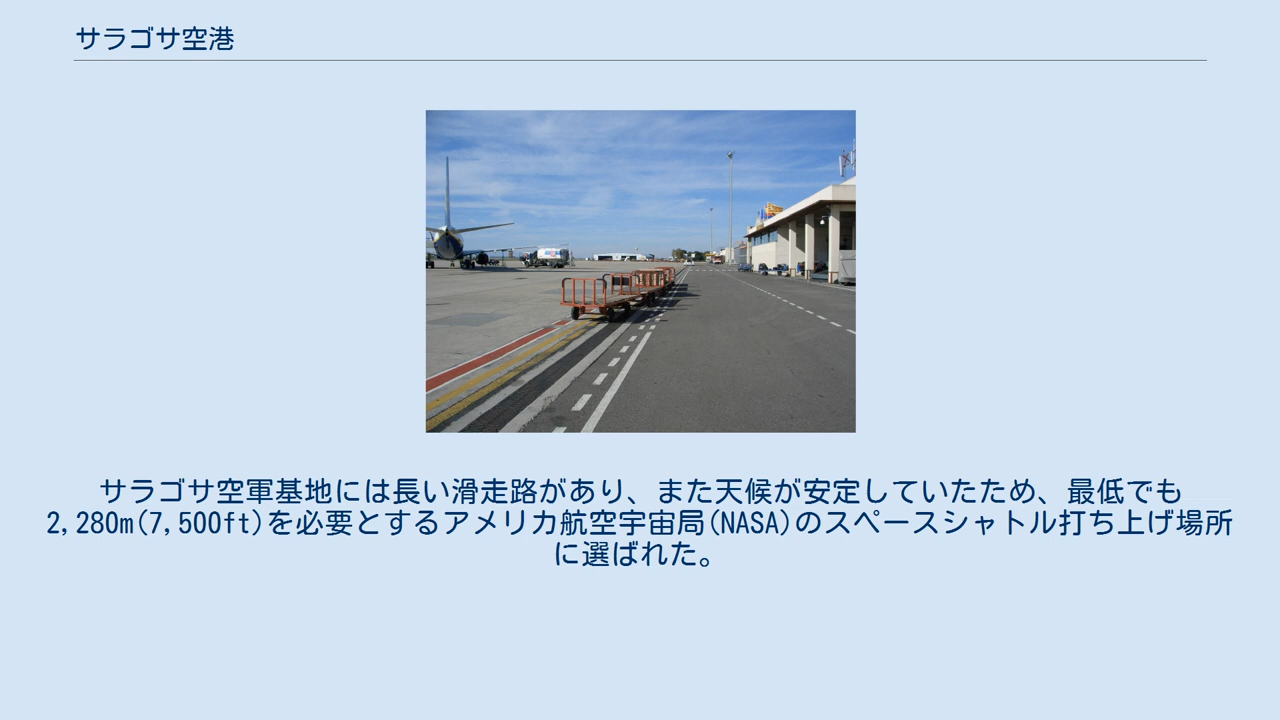 サラゴサ空港
サラゴサ空軍基地には長い滑走路があり、また天候が安定していたため、最低でも
2,280m(7,500ft)を必要とするアメリカ航空宇宙局(NASA)のスペースシャトル打ち上げ場所
に選ばれた。